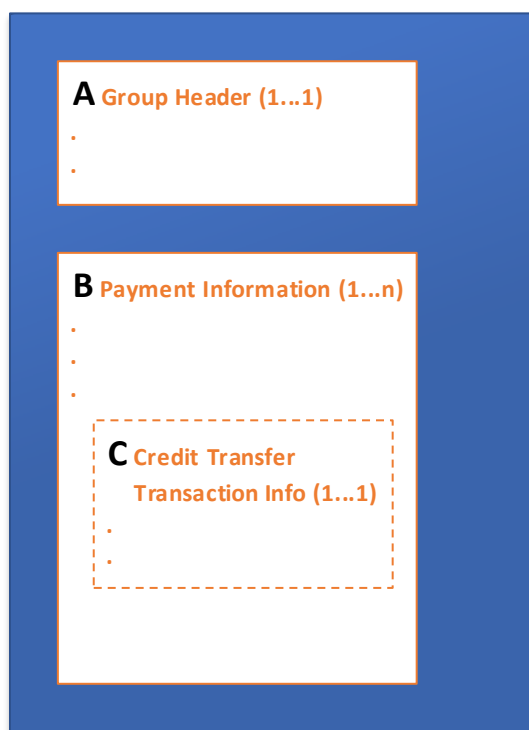 A Group Header (1...1)
.
.
B Payment Information (1...n)
.
.
.
C Credit Transfer
Transaction Info (1...1)
.
.